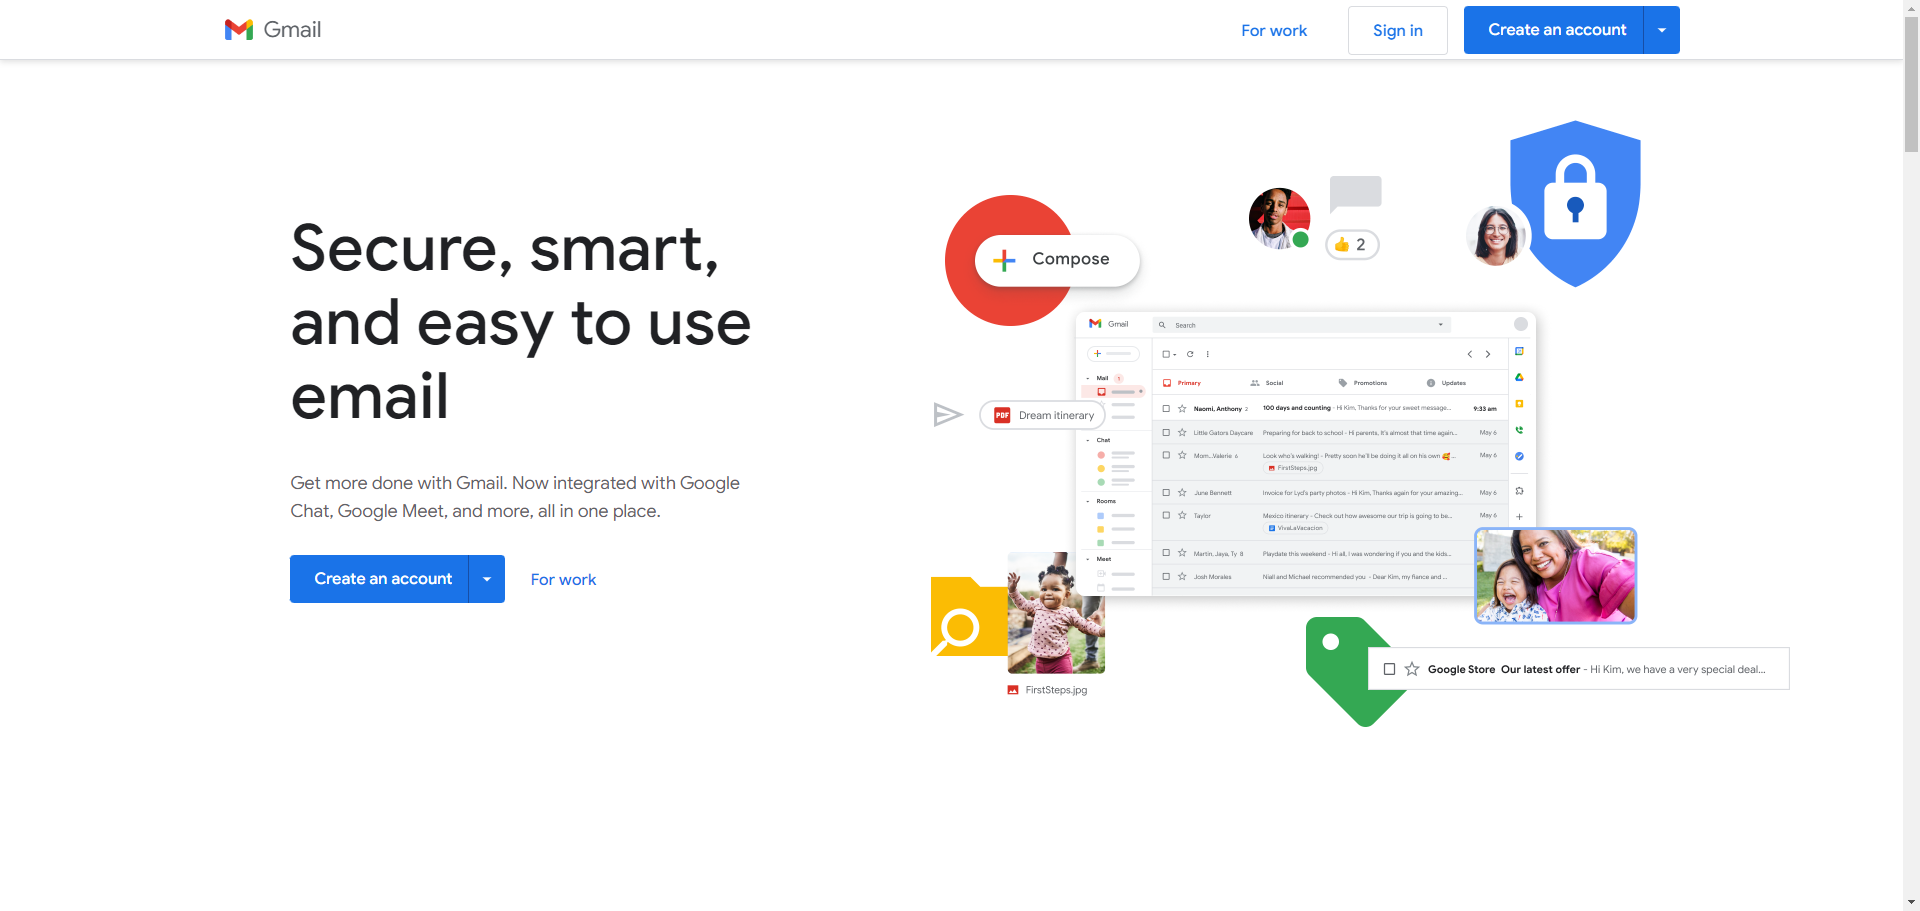 Gmail
For work
Sign in
Create an account
Secure, smart,
and easy to use
email
Get more done with Gmail. Now integrated with Google
Chat, Google Meet, and more, all in one place.
Create an account
For work
Compose
2
Gmail
Search
Mail
1
Primary
Social
Promotions
Updates
Naomi, Anthony 2 100 days and counting - Hi Kim, Thanks for your sweet message... 9:33 am
PDF Dream itinerary
Little Gators Daycare Preparing for back to school - Hi parents, it's almost that time again... May 6
Chat
Mom...Valerie 6 Look who's walking! - Pretty soon he'll be doing it all on his own 🥰... May 6
FirstSteps.jpg
June Bennett Invoice for Lyd's party photos - Hi Kim, Thanks again for your amazing... May 6
Rooms
Taylor Mexico itinerary - Check out how awesome our trip is going to be... May 6
VivaLaVacacion
Martin, Jaya, Ty 8 Playdate this weekend - Hi all, I was wondering if you and the kids...
Meet
Josh Morales Niall and Michael recommended you - Dear Kim, my fiance and ...
FirstSteps.jpg
Google Store Our latest offer - Hi Kim, we have a very special deal...